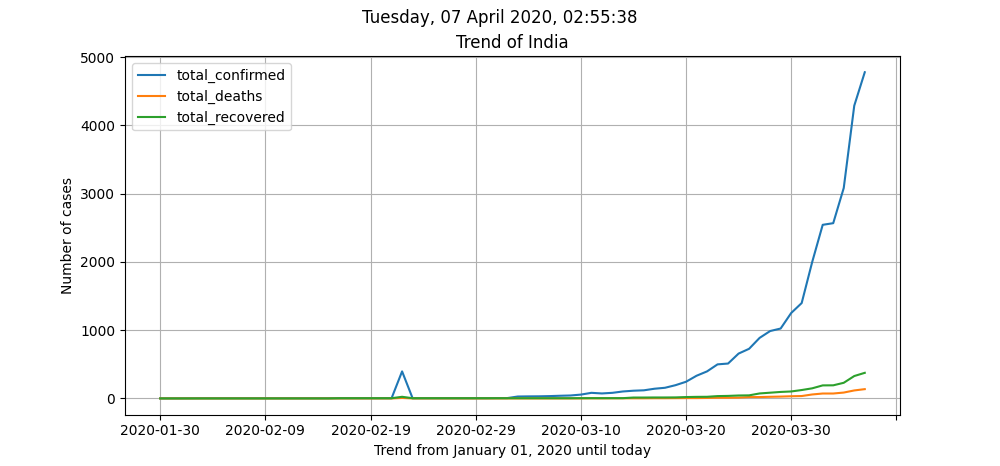 Tuesday, 07 April 2020, 02:55:38
Trend of India
total_confirmed
total_deaths
total_recovered
5000
4000
3000
2000
1000
0
Number of cases
2020-01-30 2020-02-09 2020-02-19 2020-02-29 2020-03-10 2020-03-20 2020-03-30
Trend from January 01, 2020 until today